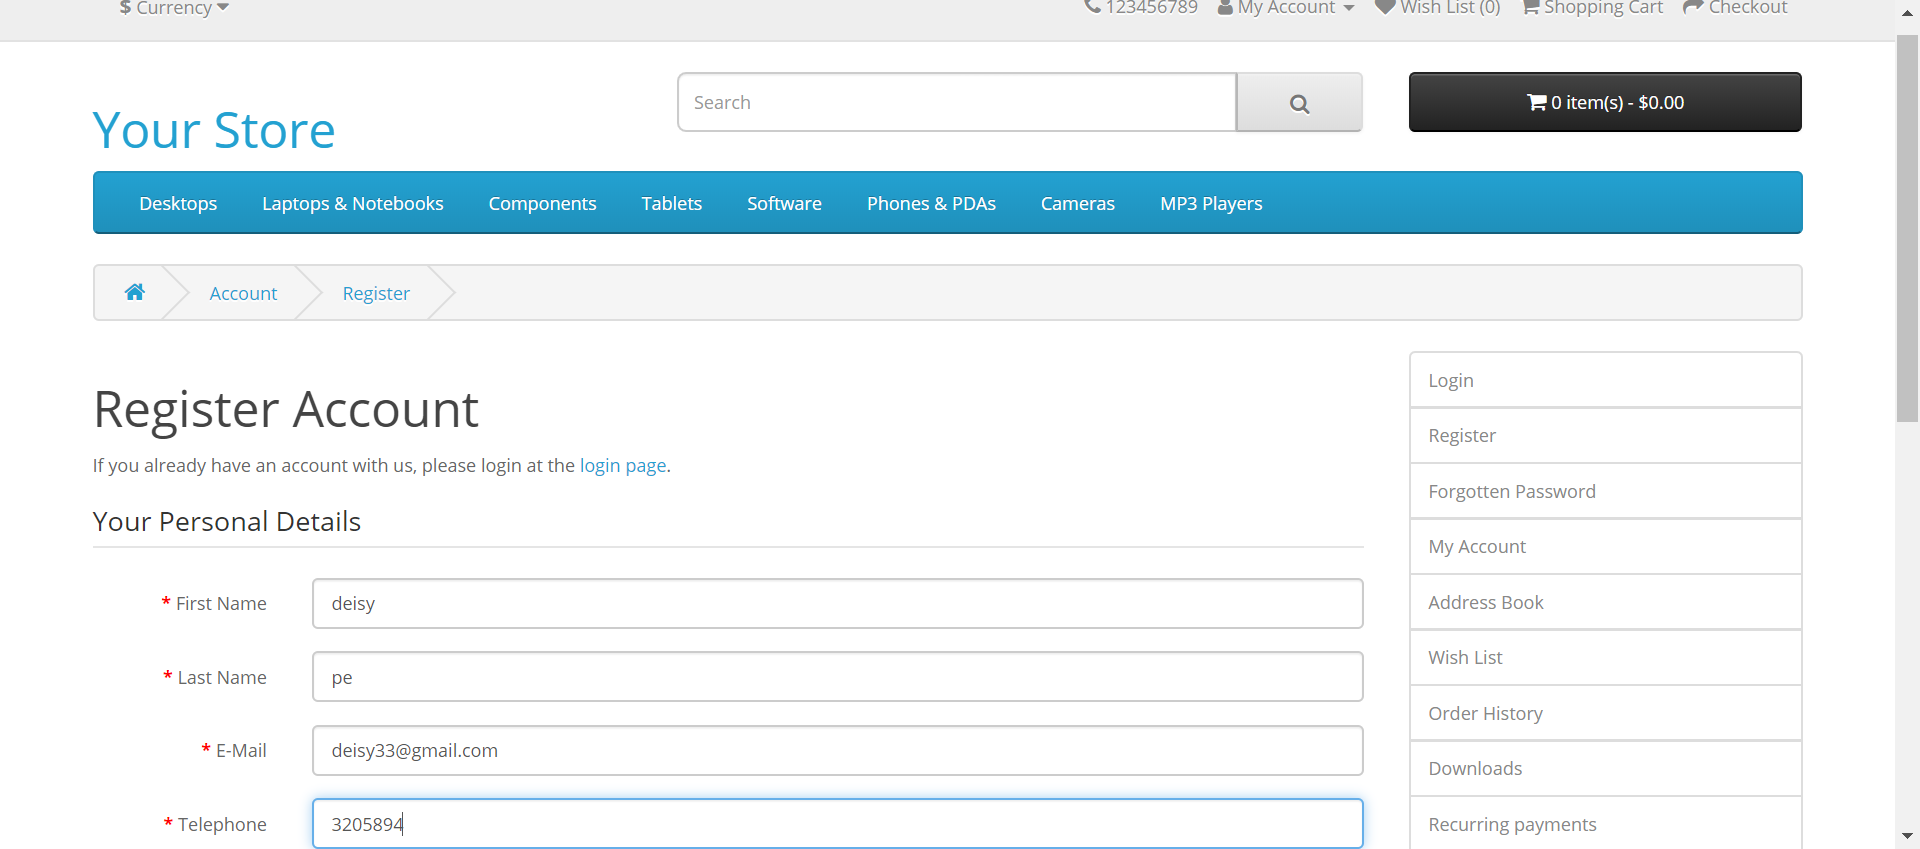 $ Currency
123456789 My Account Wish List (0) Shopping Cart Checkout
Your Store
Search
0 item(s) - $0.00
Desktops Laptops & Notebooks Components Tablets Software Phones & PDAs Cameras MP3 Players
Account Register
Register Account
If you already have an account with us, please login at the login page.
Your Personal Details
* First Name deisy
* Last Name pe
* E-Mail deisy33@gmail.com
* Telephone 3205894
Login
Register
Forgotten Password
My Account
Address Book
Wish List
Order History
Downloads
Recurring payments